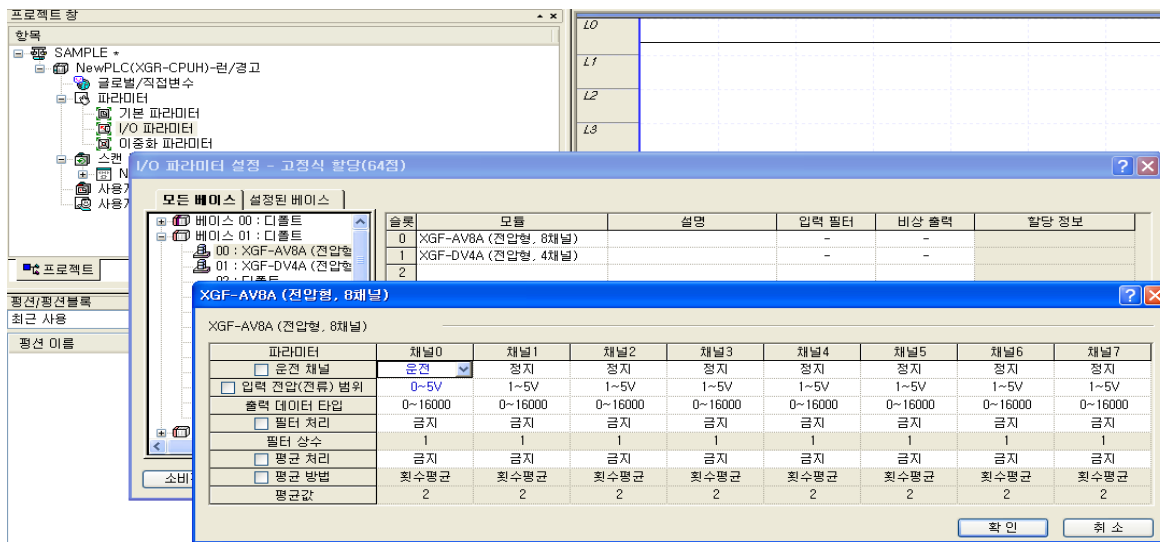 프로젝트 창
항목
SAMPLE *
NewPLC(XGR-CPUH)-런/경고
글로벌/직접변수
파라미터
기본 파라미터
I/O 파라미터
이중화 파라미터
스캔
N
사용자
사용자
프로젝트
펑션/펑션블록
최근 사용
펑션 이름
L0
L1
L2
L3
I/O 파라미터 설정 - 고정식 할당(64점)
모든 베이스 설정된 베이스
베이스 00 : 디폴트
베이스 01 : 디폴트
00 : XGF-AV8A (전압형
01 : XGF-DV4A (전압형
02 : 디폴트
슬롯 모듈 설명 입력 필터 비상 출력 할당 정보
0 XGF-AV8A (전압형, 8채널) - -
1 XGF-DV4A (전압형, 4채널) - -
2
소비
XGF-AV8A (전압형, 8채널)
XGF-AV8A (전압형, 8채널)
파라미터 채널0 채널1 채널2 채널3 채널4 채널5 채널6 채널7
운전 채널 운전 정지 정지 정지 정지 정지 정지 정지
입력 전압(전류) 범위 0~5V 1~5V 1~5V 1~5V 1~5V 1~5V 1~5V 1~5V
출력 데이터 타입 0~16000 0~16000 0~16000 0~16000 0~16000 0~16000 0~16000 0~16000
필터 처리 금지 금지 금지 금지 금지 금지 금지 금지
필터 상수 1 1 1 1 1 1 1 1
평균 처리 금지 금지 금지 금지 금지 금지 금지 금지
평균 방법 횟수평균 횟수평균 횟수평균 횟수평균 횟수평균 횟수평균 횟수평균 횟수평균
평균값 2 2 2 2 2 2 2 2
확인 취소